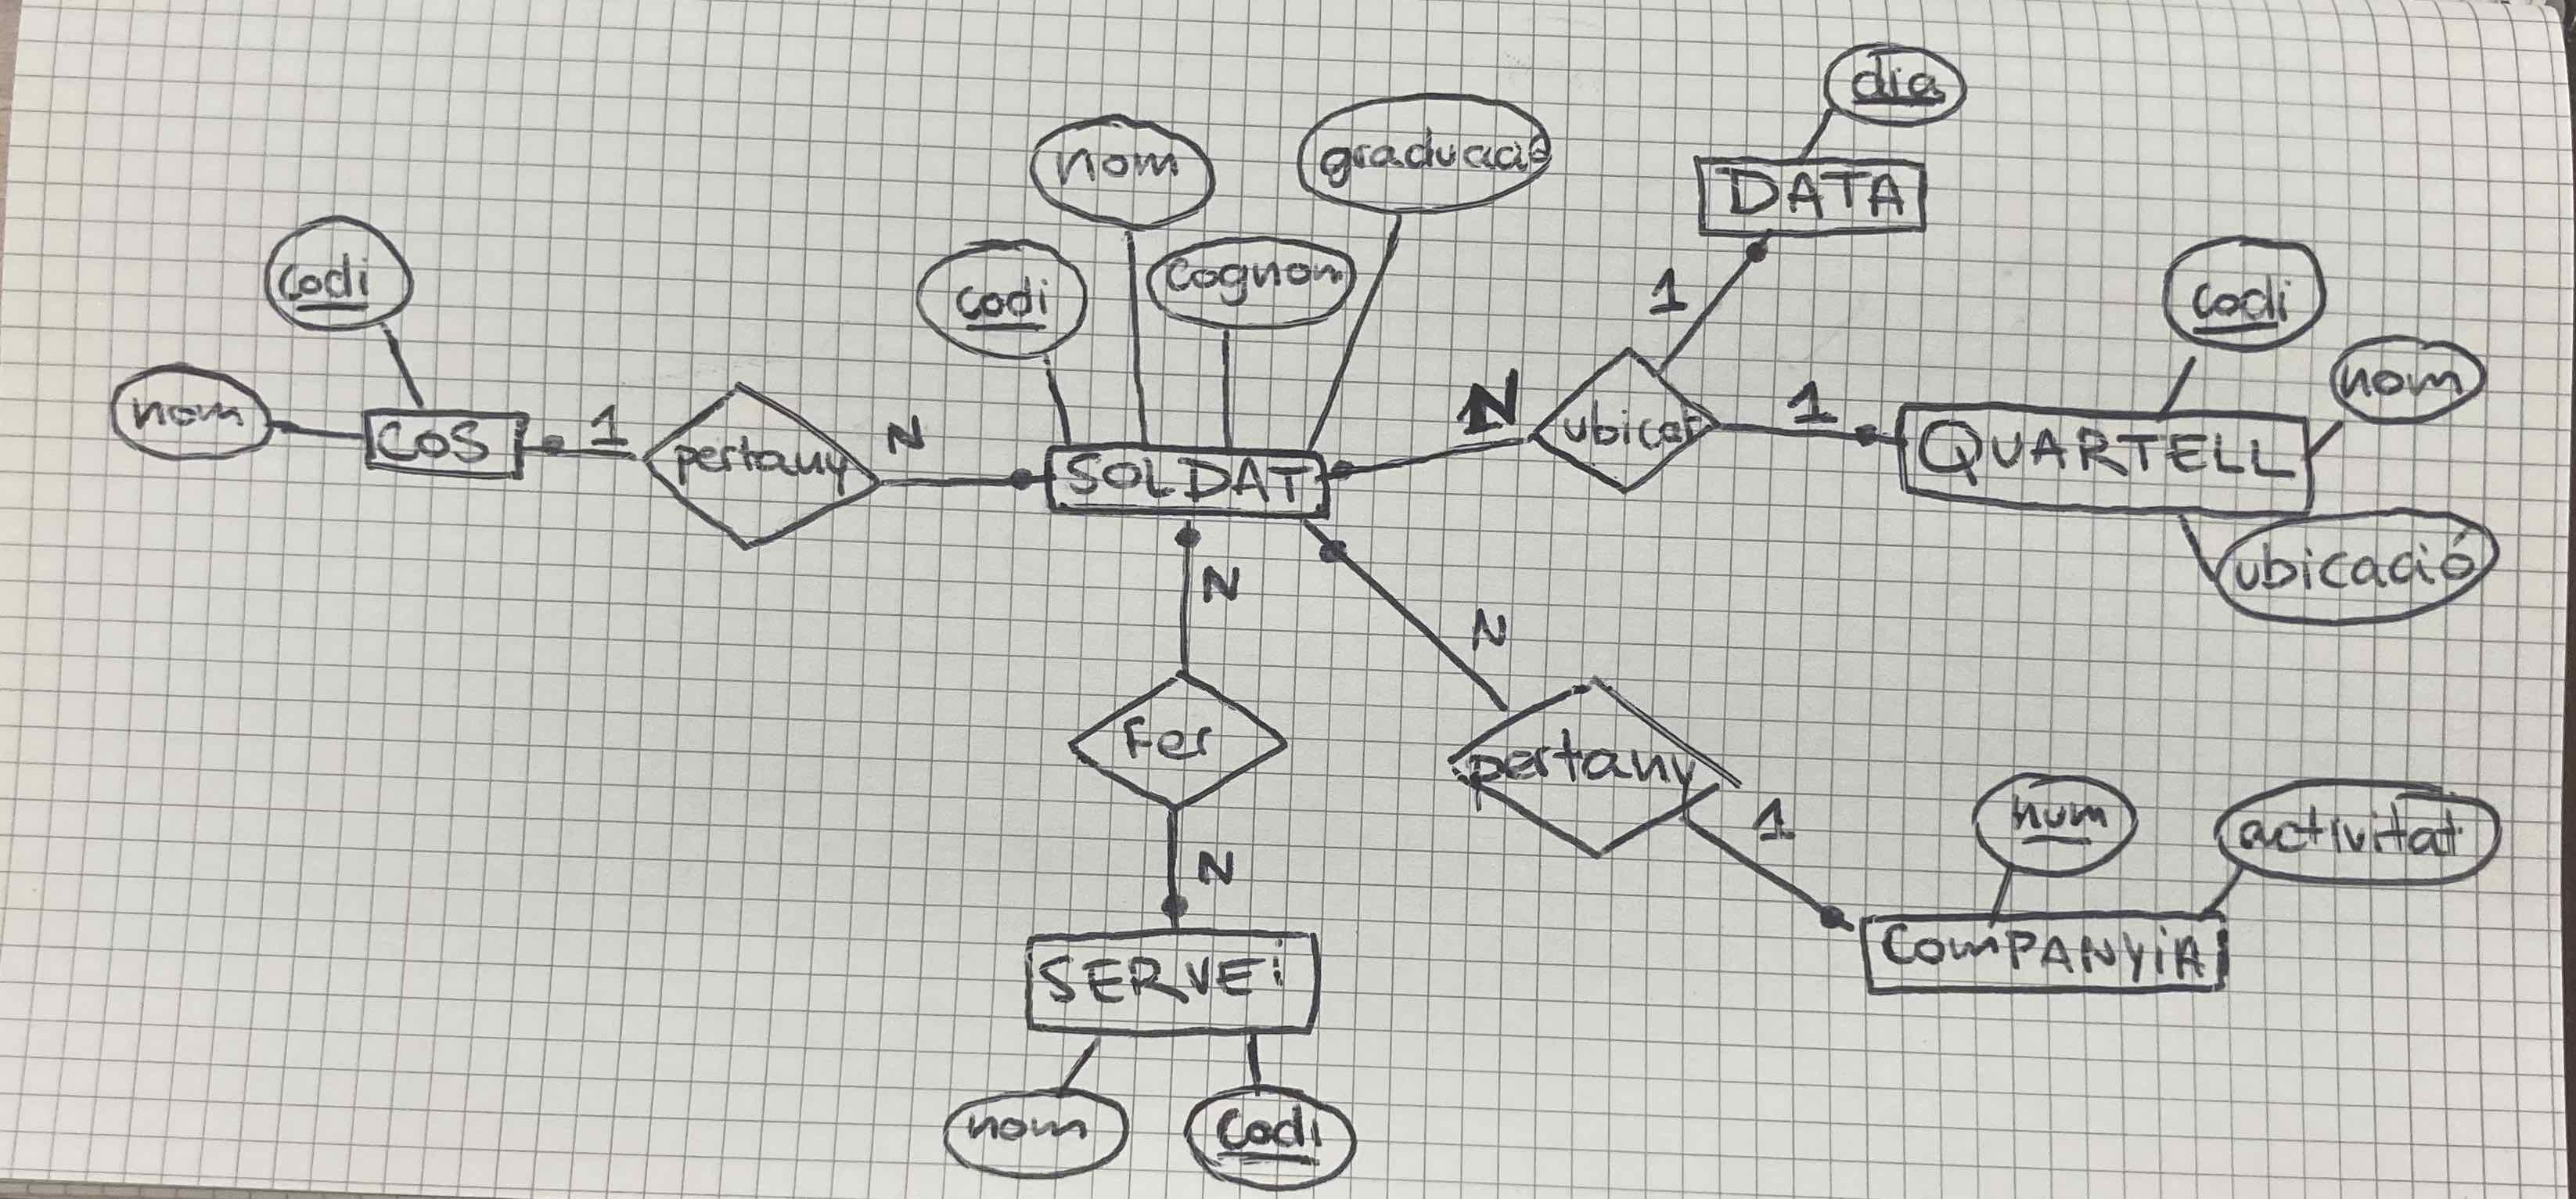 dia
nom
graduació
DATA
codi
codi
cognom
1
codi
nom
nom
COS
1
pertany
N
SOLDAT
N
ubicar
1
QUARTELL
ubicació
N
N
Fer
pertany
1
num
activitat
N
SERVEi
COMPANYiA
nom
Codi